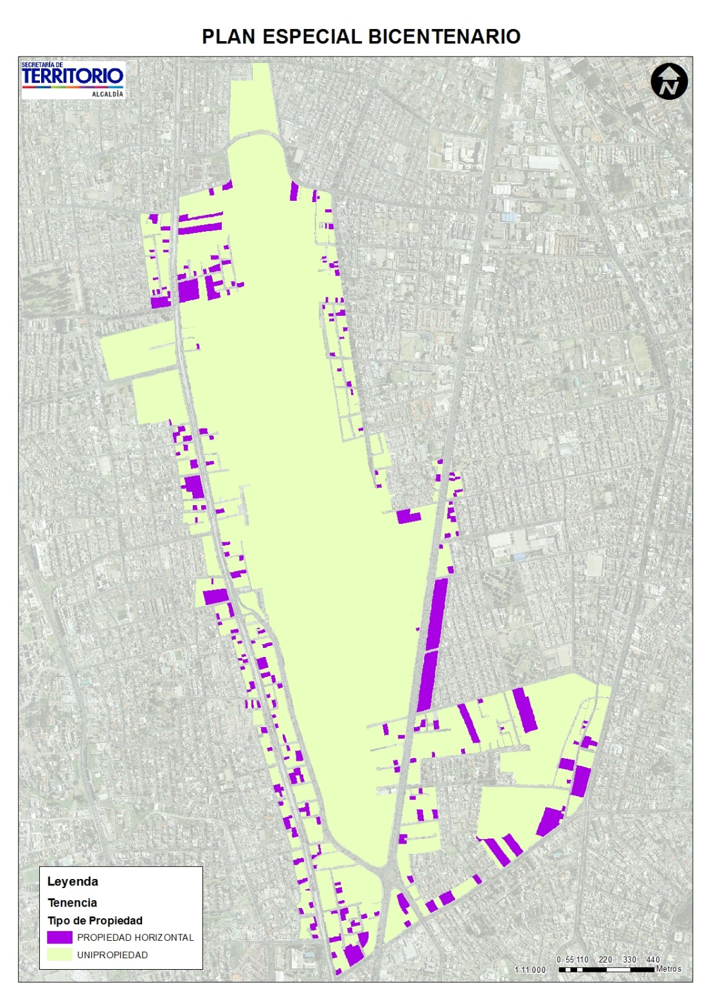 PLAN ESPECIAL BICENTENARIO
SECRETARÍA DE
TERRITORIO
ALCALDÍA
N
Leyenda
Tenencia
Tipo de Propiedad
PROPIEDAD HORIZONTAL
UNIPROPIEDAD
1:11 000
0 55 110 220 330 440
Metros